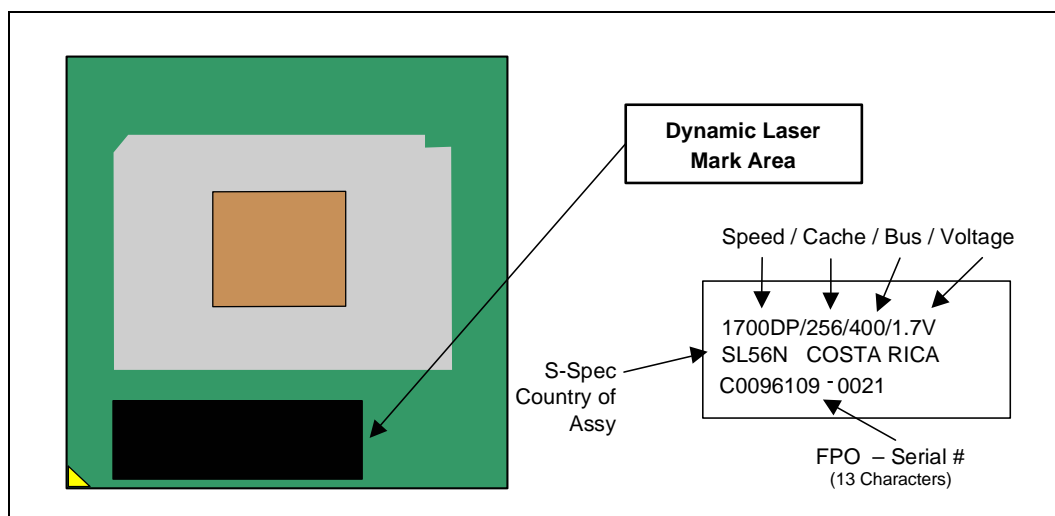 Dynamic Laser
Mark Area
Speed / Cache / Bus / Voltage
1700DP/256/400/1.7V
SL56N COSTA RICA
C0096109 - 0021
S-Spec
Country of
Assy
FPO – Serial #
(13 Characters)